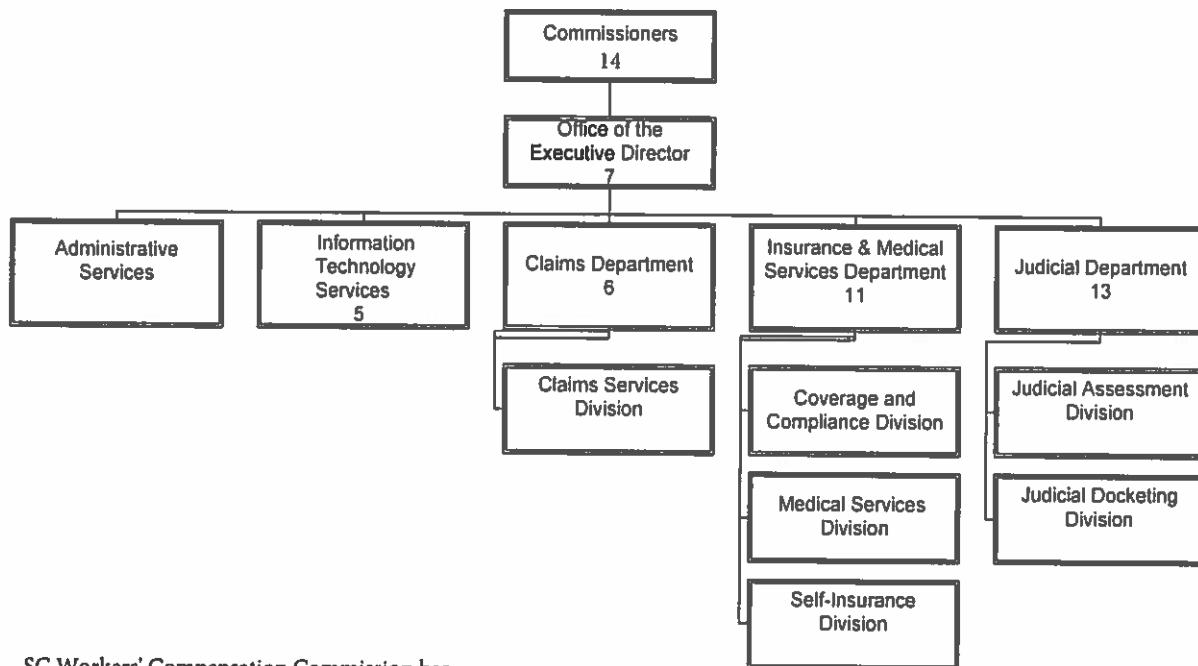 Commissioners
14
Office of the
Executive Director
7
Administrative
Services
Information
Technology
Services
5
Claims Department
6
Insurance & Medical
Services Department
11
Judicial Department
13
Claims Services
Division
Coverage and
Compliance Division
Judicial Assessment
Division
Medical Services
Division
Judicial Docketing
Division
Self-Insurance
Division
SC Workers' Compensation Commission has